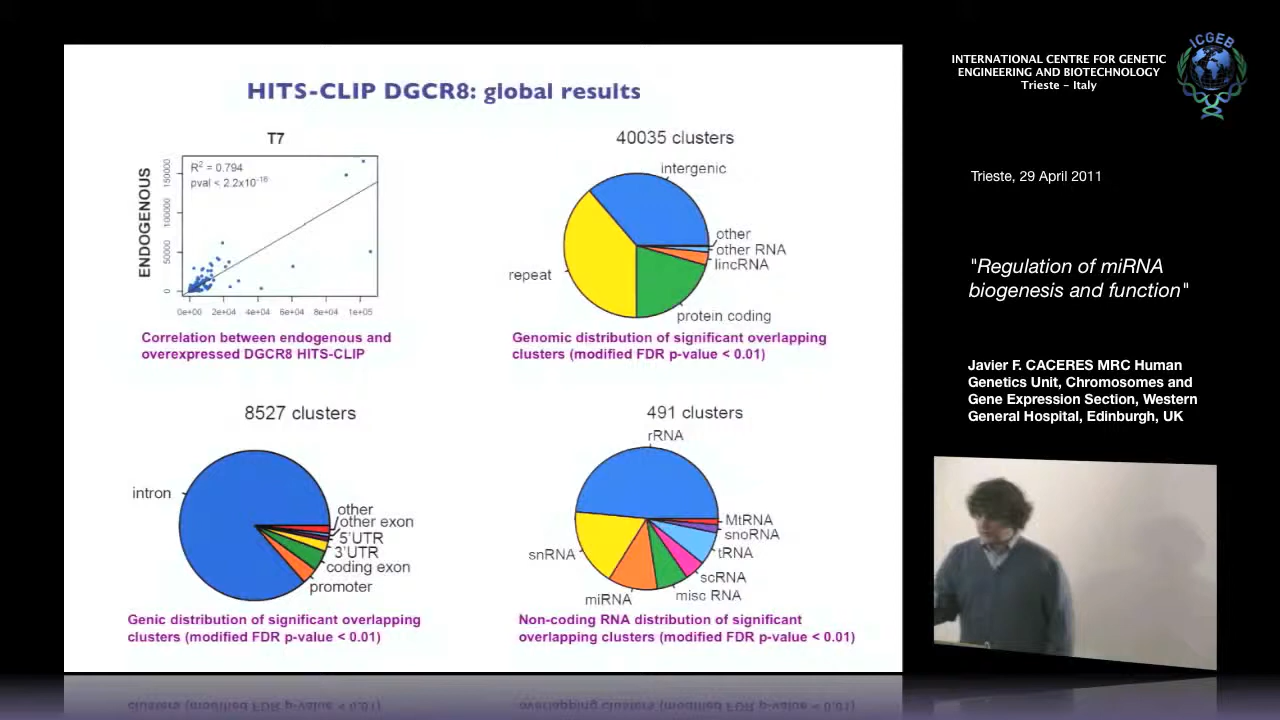 HITS-CLIP DGCR8: global results
T7
R² = 0.794
pval < 2.2x10⁻¹⁶
ENDOGENOUS
150000
100000
50000
0
0e+00 2e+04 4e+04 6e+04 8e+04 1e+05
Correlation between endogenous and
overexpressed DGCR8 HITS-CLIP
40035 clusters
intergenic
other
other RNA
lincRNA
repeat
protein coding
Genomic distribution of significant overlapping
clusters (modified FDR p-value < 0.01)
8527 clusters
intron
other
other exon
5'UTR
3'UTR
coding exon
promoter
Genic distribution of significant overlapping
clusters (modified FDR p-value < 0.01)
491 clusters
rRNA
MtRNA
snoRNA
tRNA
snRNA
scRNA
misc RNA
miRNA
Non-coding RNA distribution of significant
overlapping clusters (modified FDR p-value < 0.01)
INTERNATIONAL CENTRE FOR GENETIC
ENGINEERING AND BIOTECHNOLOGY
Trieste - Italy
ICGEB
Trieste, 29 April 2011
"Regulation of miRNA
biogenesis and function"
Javier F. CACERES MRC Human
Genetics Unit, Chromosomes and
Gene Expression Section, Western
General Hospital, Edinburgh, UK